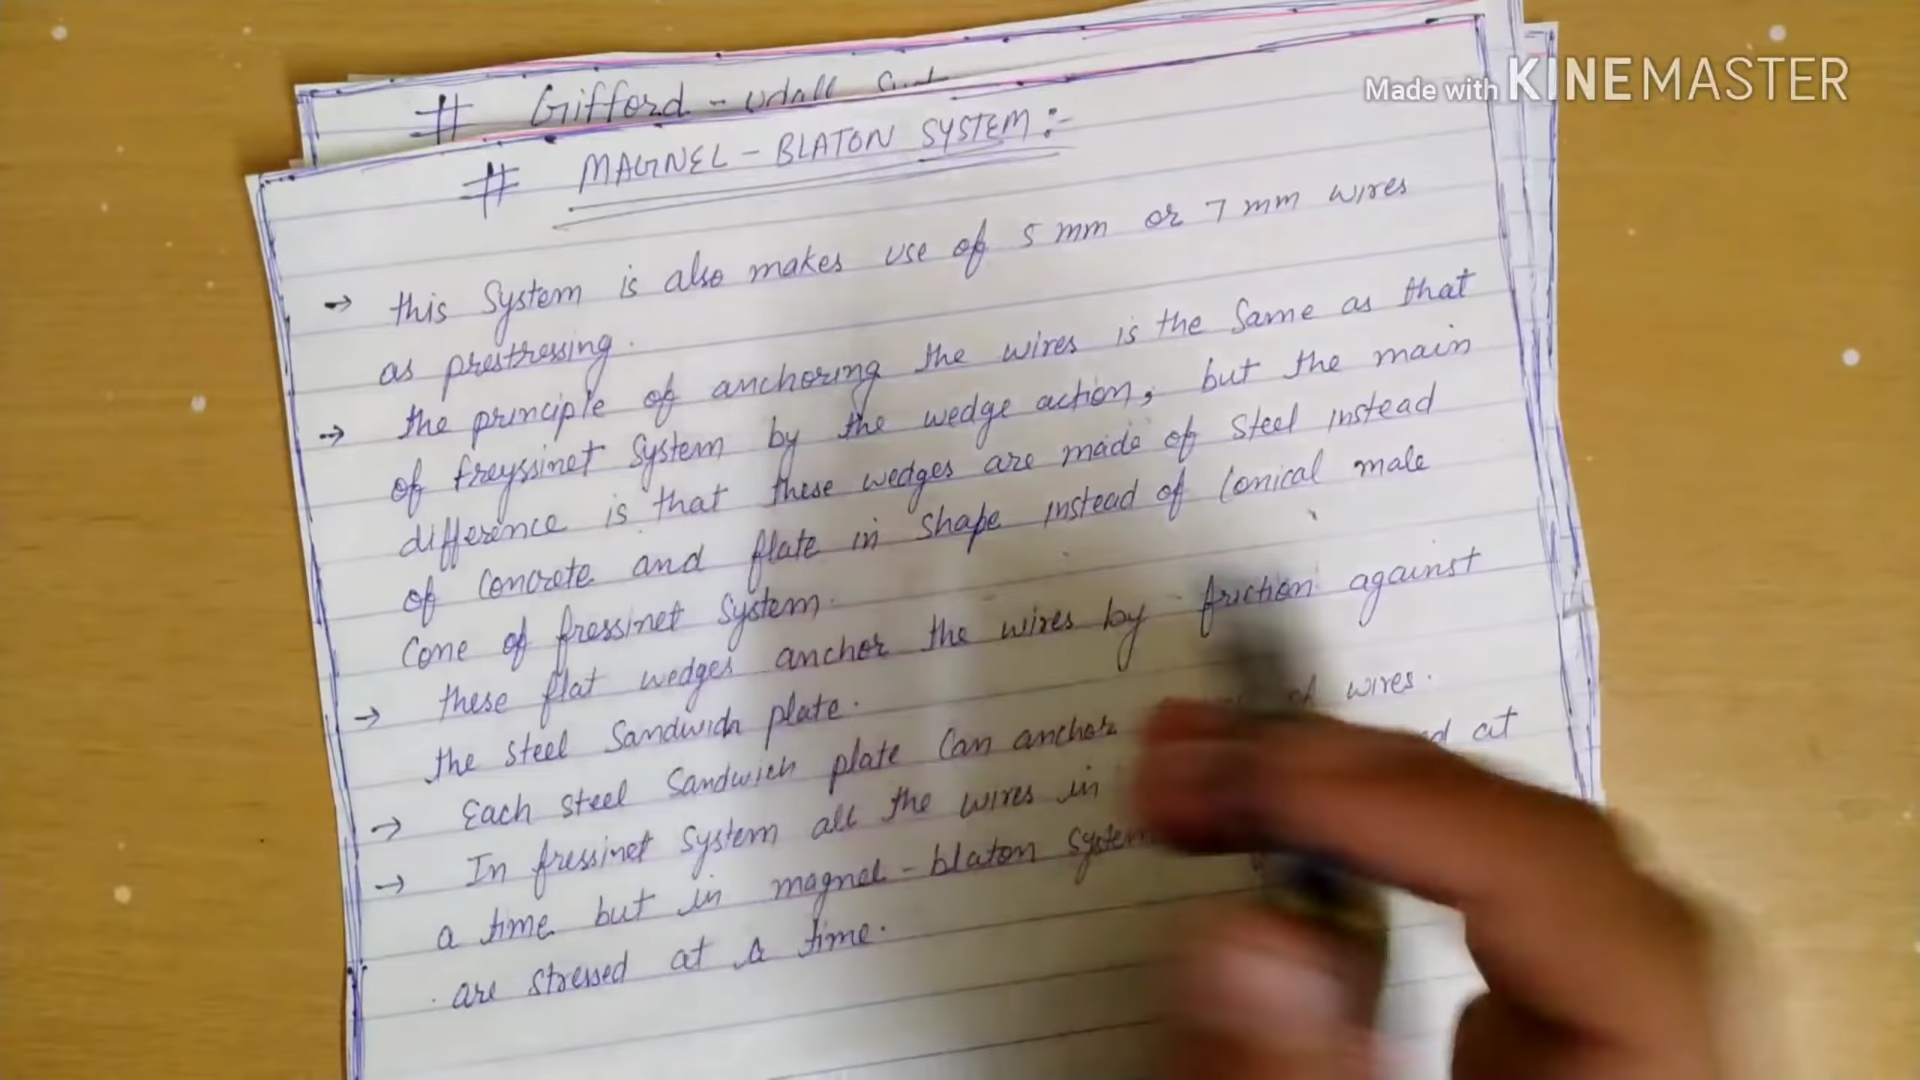 Made with KINEMASTER
# Gifford - Udall
# MAGNEL - BLATON SYSTEM :-
→ this System is also makes use of 5 mm or 7 mm wires
as prestressing.
→ the principle of anchoring the wires is the Same as that
of freyssinet System by the wedge action, but the main
difference is that these wedges are made of Steel instead
of Concrete and flate in Shape instead of Conical male
Cone of fressinet System.
→ these flat wedges anchor the wires by friction against
the steel Sandwich plate.
→ Each steel Sandwich plate Can anchor of wires.
→ In fressinet System all the wires in at
a time but in magnel - blaton System
are stressed at a time.